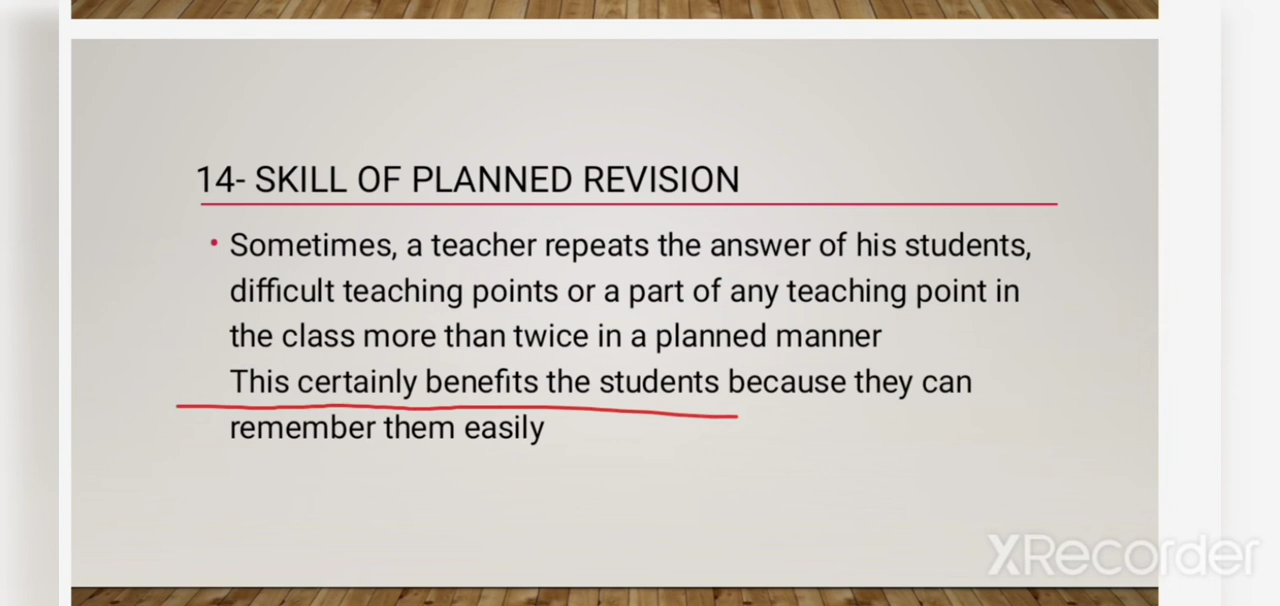 14- SKILL OF PLANNED REVISION
• Sometimes, a teacher repeats the answer of his students,
difficult teaching points or a part of any teaching point in
the class more than twice in a planned manner
This certainly benefits the students because they can
remember them easily
XRecorder